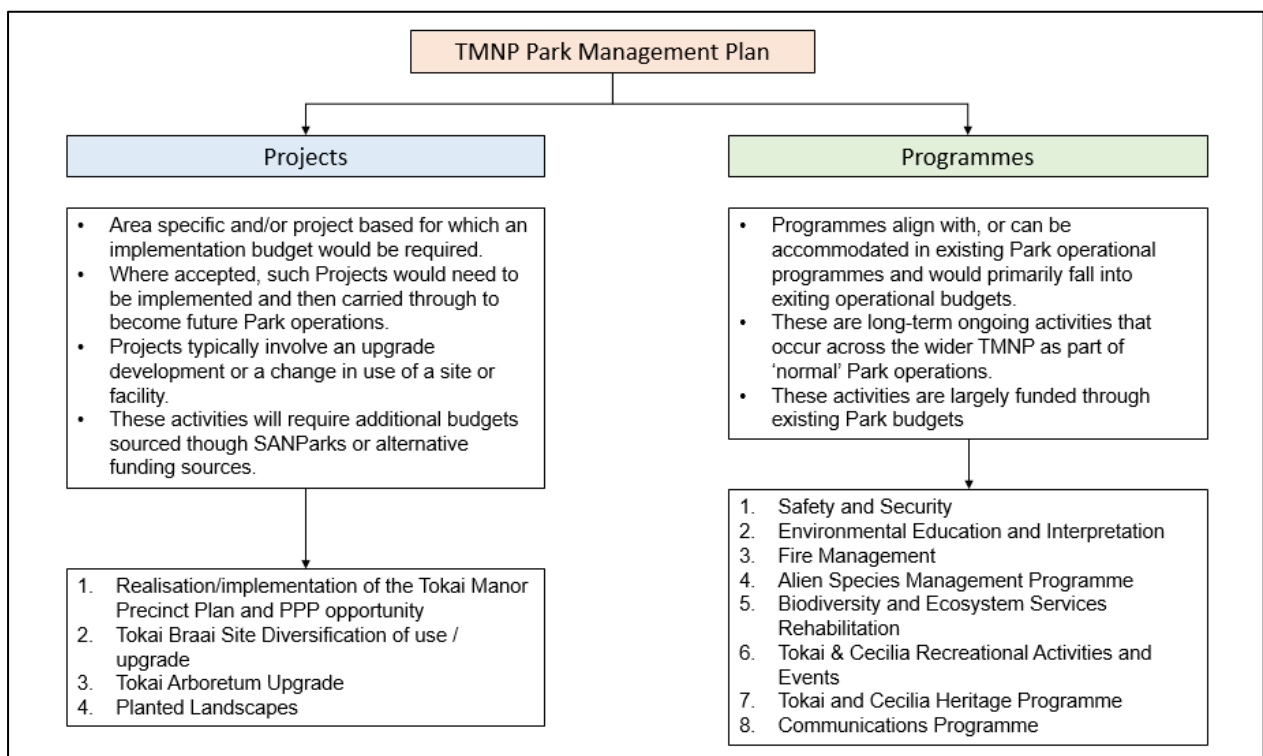 TMNP Park Management Plan
Projects
• Area specific and/or project based for which an
implementation budget would be required.
• Where accepted, such Projects would need to
be implemented and then carried through to
become future Park operations.
• Projects typically involve an upgrade
development or a change in use of a site or
facility.
• These activities will require additional budgets
sourced though SANParks or alternative
funding sources.
1. Realisation/implementation of the Tokai Manor
Precinct Plan and PPP opportunity
2. Tokai Braai Site Diversification of use /
upgrade
3. Tokai Arboretum Upgrade
4. Planted Landscapes
Programmes
• Programmes align with, or can be
accommodated in existing Park operational
programmes and would primarily fall into
exiting operational budgets.
• These are long-term ongoing activities that
occur across the wider TMNP as part of
‘normal’ Park operations.
• These activities are largely funded through
existing Park budgets
1. Safety and Security
2. Environmental Education and Interpretation
3. Fire Management
4. Alien Species Management Programme
5. Biodiversity and Ecosystem Services
Rehabilitation
6. Tokai & Cecilia Recreational Activities and
Events
7. Tokai and Cecilia Heritage Programme
8. Communications Programme